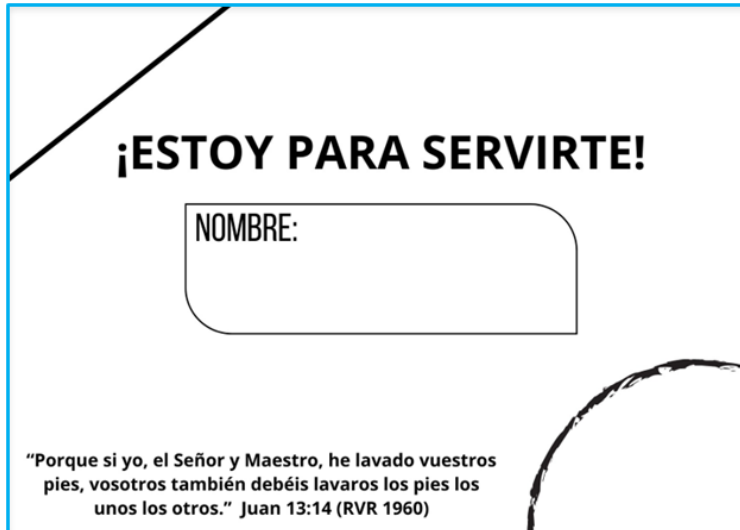 ¡ESTOY PARA SERVIRTE!
NOMBRE:
“Porque si yo, el Señor y Maestro, he lavado vuestros
pies, vosotros también debéis lavaros los pies los
unos los otros.” Juan 13:14 (RVR 1960)